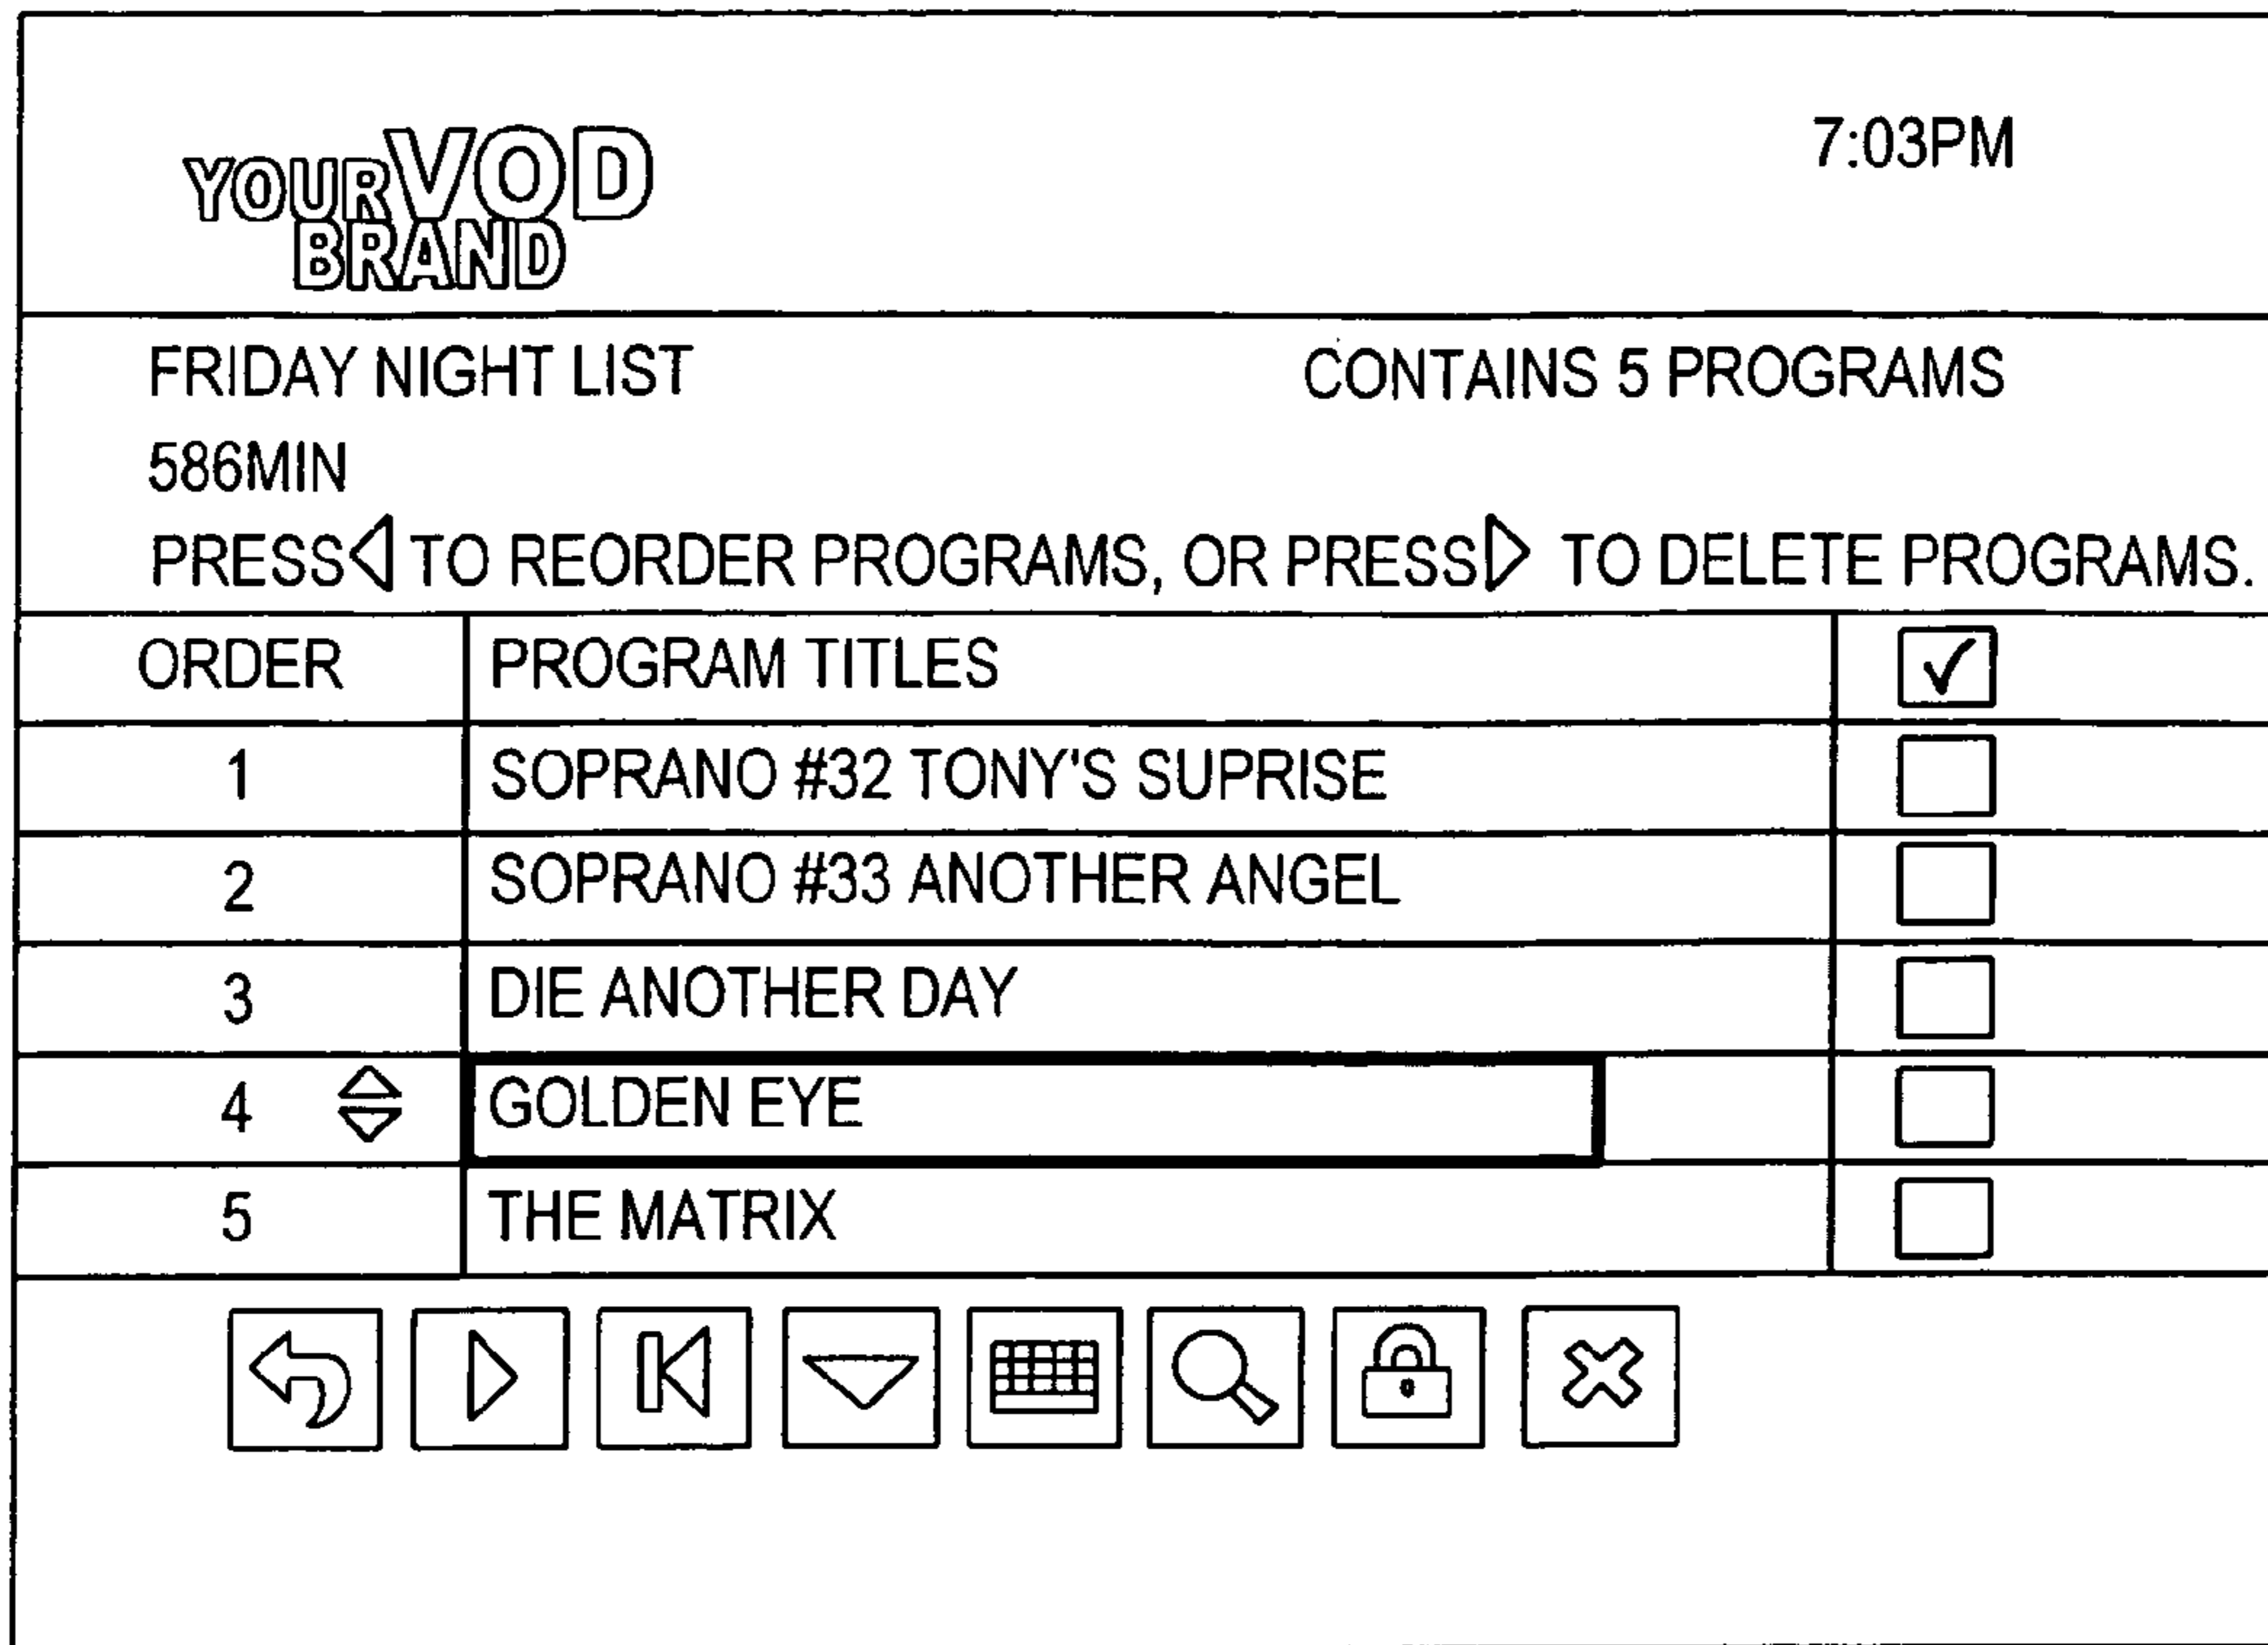 YOUR VOD
BRAND
7:03PM
FRIDAY NIGHT LIST
CONTAINS 5 PROGRAMS
586MIN
PRESS TO REORDER PROGRAMS, OR PRESS TO DELETE PROGRAMS.
ORDER PROGRAM TITLES
1 SOPRANO #32 TONY'S SUPRISE
2 SOPRANO #33 ANOTHER ANGEL
3 DIE ANOTHER DAY
4 GOLDEN EYE
5 THE MATRIX